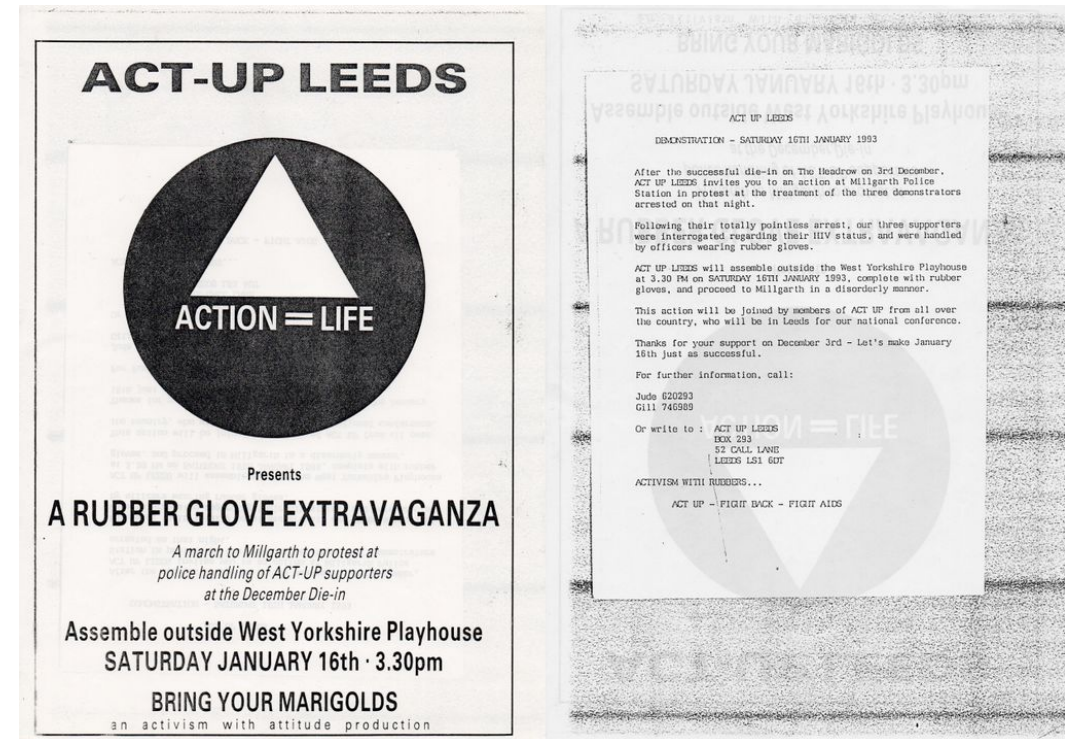 ACT-UP LEEDS
ACTION = LIFE
Presents
A RUBBER GLOVE EXTRAVAGANZA
A march to Millgarth to protest at
police handling of ACT-UP supporters
at the December Die-in
Assemble outside West Yorkshire Playhouse
SATURDAY JANUARY 16th · 3.30pm
BRING YOUR MARIGOLDS
an activism with attitude production
ACT UP LEEDS
DEMONSTRATION - SATURDAY 16TH JANUARY 1993
After the successful die-in on The Headrow on 3rd December,
ACT UP LEEDS invites you to an action at Millgarth Police
Station in protest at the treatment of the three demonstrators
arrested on that night.
Following their totally pointless arrest, our three supporters
were interrogated regarding their HIV status, and were handled
by officers wearing rubber gloves.
ACT UP LEEDS will assemble outside the West Yorkshire Playhouse
at 3.30 PM on SATURDAY 16TH JANUARY 1993, complete with rubber
gloves, and proceed to Millgarth in a disorderly manner.
This action will be joined by members of ACT UP from all over
the country, who will be in Leeds for our national conference.
Thanks for your support on December 3rd - Let's make January
16th just as successful.
For further information, call:
Jude 620293
Gill 746989
Or write to : ACT UP LEEDS
BOX 293
52 CALL LANE
LEEDS LS1 6DT
ACTIVISM WITH RUBBERS...
ACT UP - FIGHT BACK - FIGHT AIDS